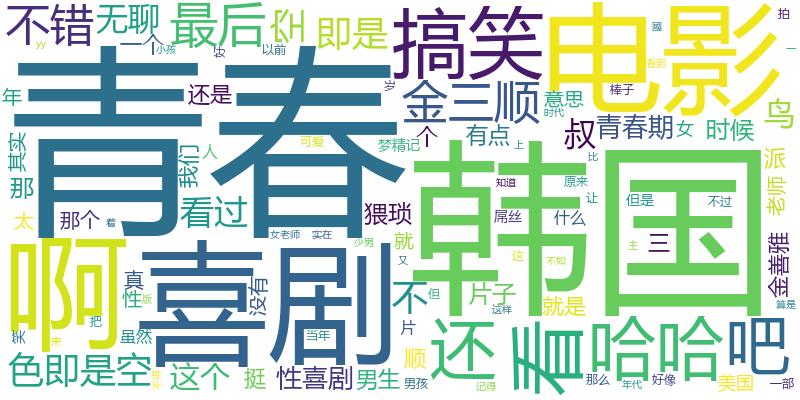 不错
无聊
最后
空
即是
搞笑
电影
拍
國
一
看到
yy
小孩
好
以前
一个
年
青春
还是
岁
金三顺
意思
时代
棒子
鸟
那
其实
我们
人
可爱
梦精记
个
有点
上
叔
青春期
女
时候
派
老师
太
那个
着
看过
猥琐
知道
屌丝
什么
原来
比
让
但是
不过
韩国
三
主
金善雅
算是
啊
喜剧
女老师
实在
少男
就
又
这
不如
真
性
版
没有
不
但
片子
就是
这样
笑
来
把
虽然
当年
片
顺
还
看
哈哈
吧
色即是空
不得
这个
挺
性喜剧
男生
男孩
记得
那么
年代
好像
美国
一部